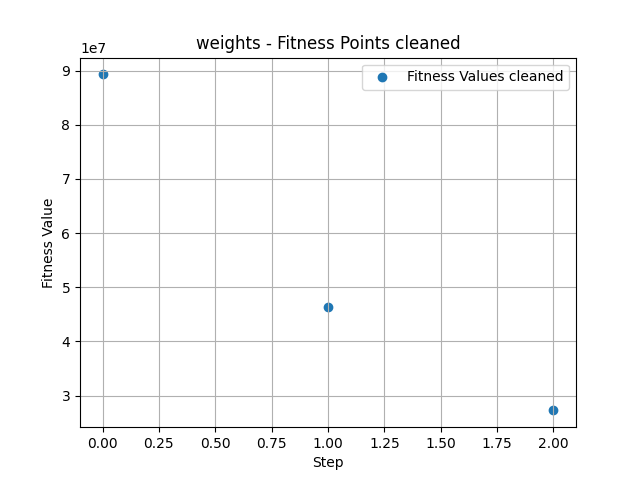 weights - Fitness Points cleaned
1e7
Fitness Values cleaned
9
8
7
6
5
4
3
Fitness Value
0.00 0.25 0.50 0.75 1.00 1.25 1.50 1.75 2.00
Step